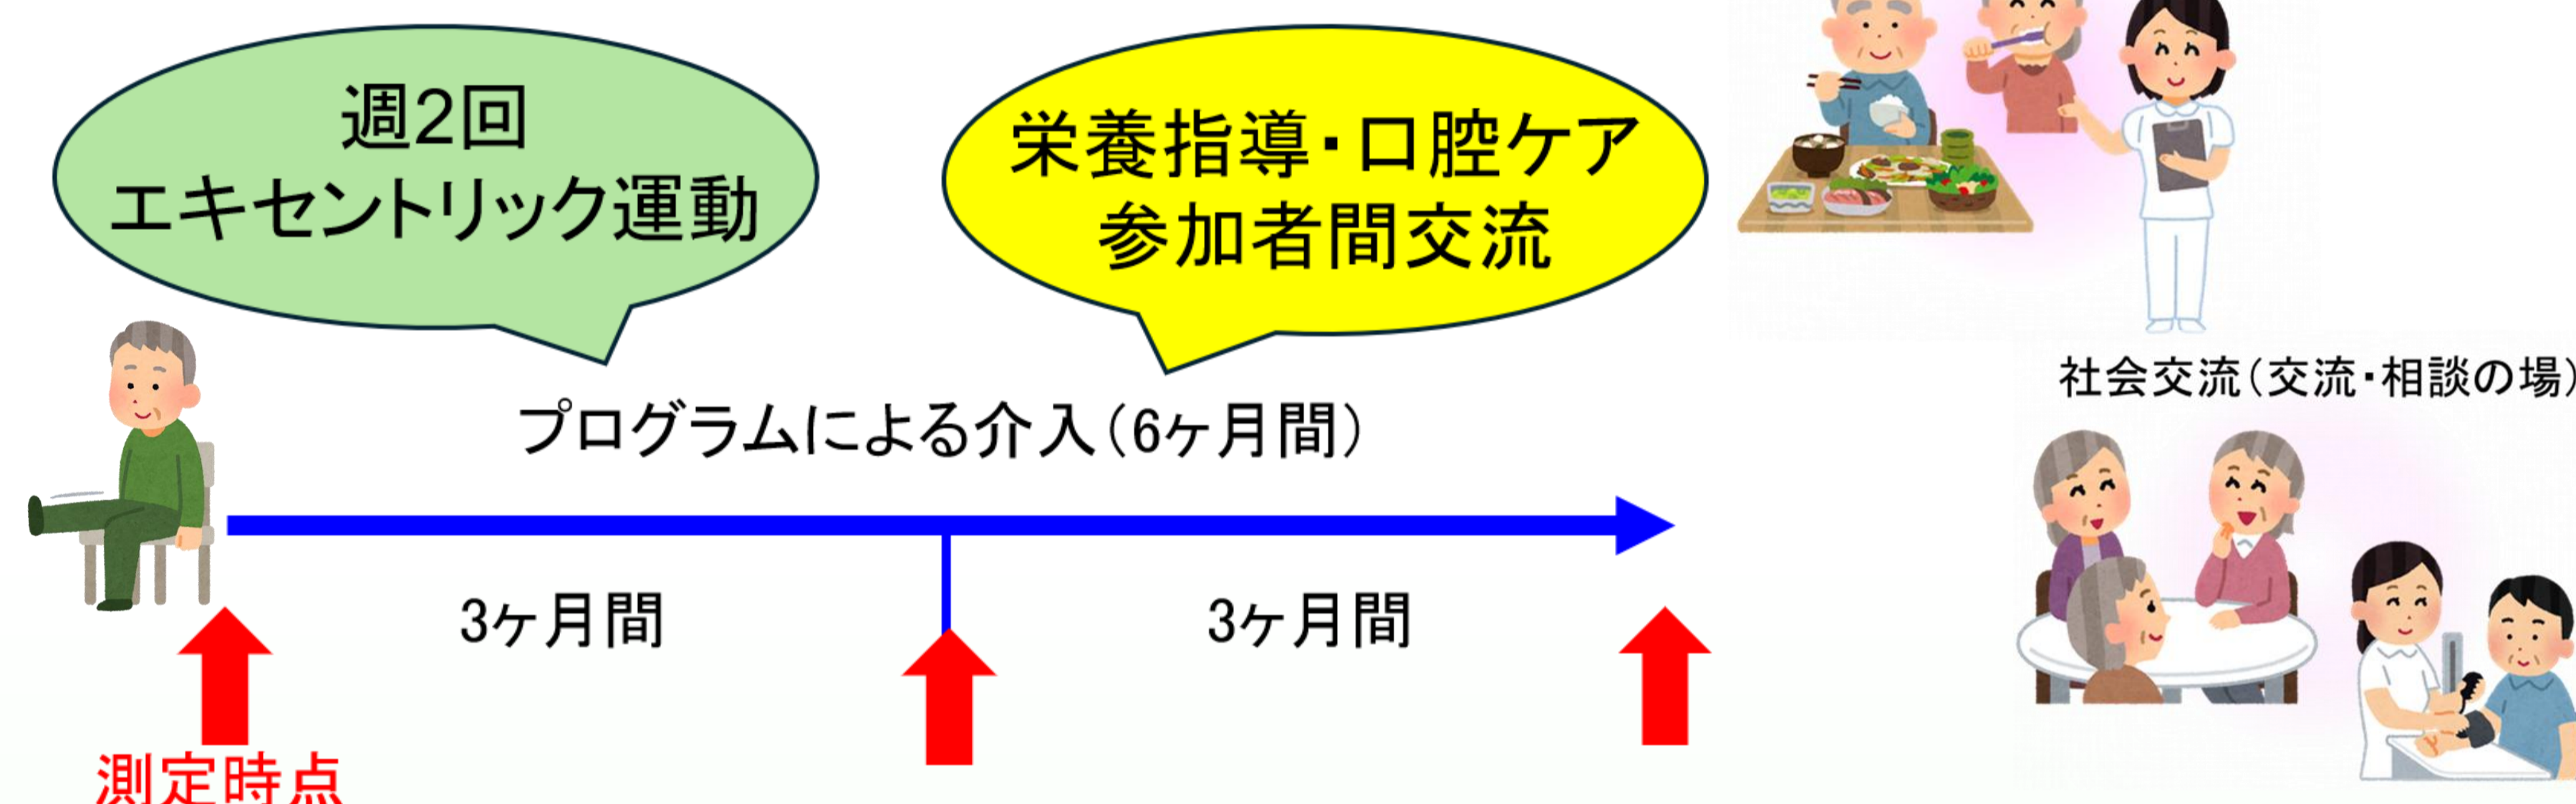 週2回
エキセントリック運動
栄養指導・口腔ケア
参加者間交流
社会交流（交流・相談の場）
プログラムによる介入（6ヶ月間）
3ヶ月間
3ヶ月間
測定時点